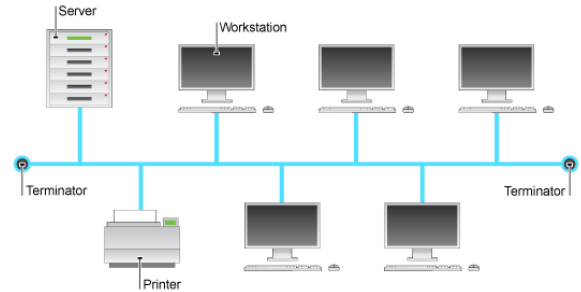 Server
Workstation
Terminator
Terminator
Printer